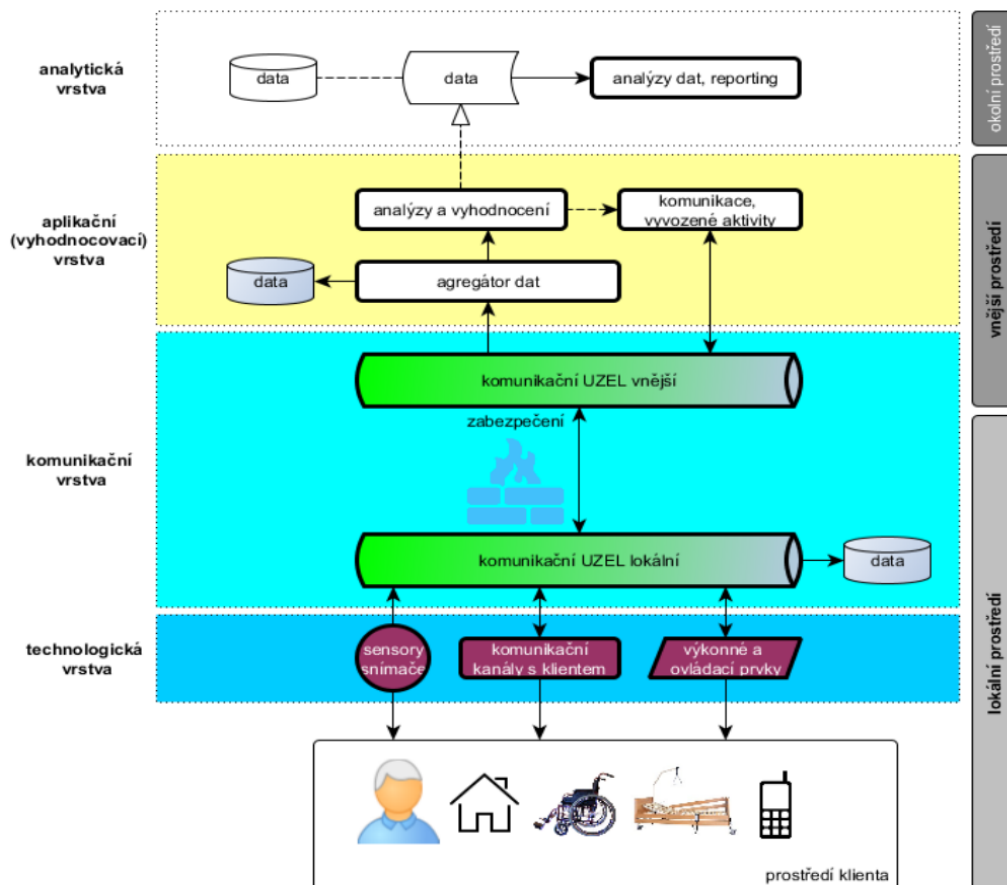 analytická
vrstva
data
data
analýzy dat, reporting
okolní prostředí
aplikační
(vyhodnocovací)
vrstva
analýzy a vyhodnocení
komunikace,
vyvozené aktivity
data
agregátor dat
vnější prostředí
komunikační UZEL vnější
zabezpečení
komunikační
vrstva
komunikační UZEL lokální
data
technologická
vrstva
sensory
snímače
komunikační
kanály s klientem
výkonné a
ovládací prvky
lokální prostředí
prostředí klienta